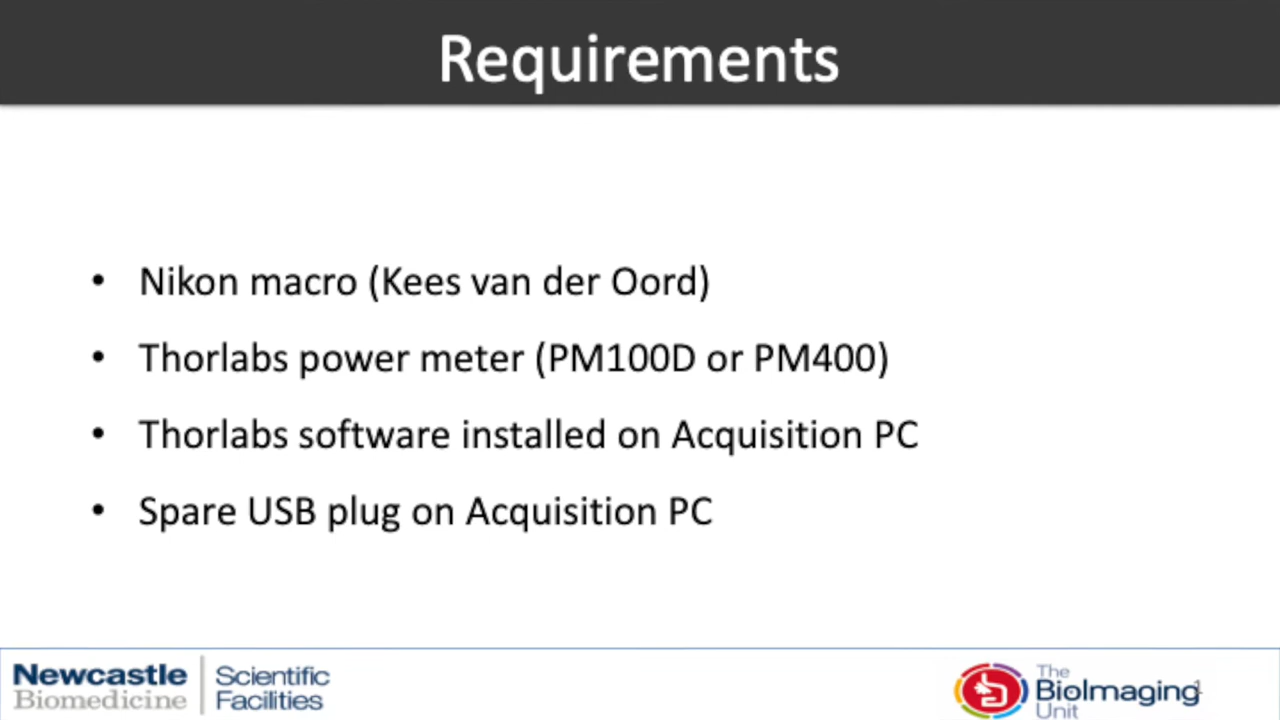 Requirements
• Nikon macro (Kees van der Oord)
• Thorlabs power meter (PM100D or PM400)
• Thorlabs software installed on Acquisition PC
• Spare USB plug on Acquisition PC
Newcastle
Biomedicine
Scientific
Facilities
The
BioImaging
Unit
1